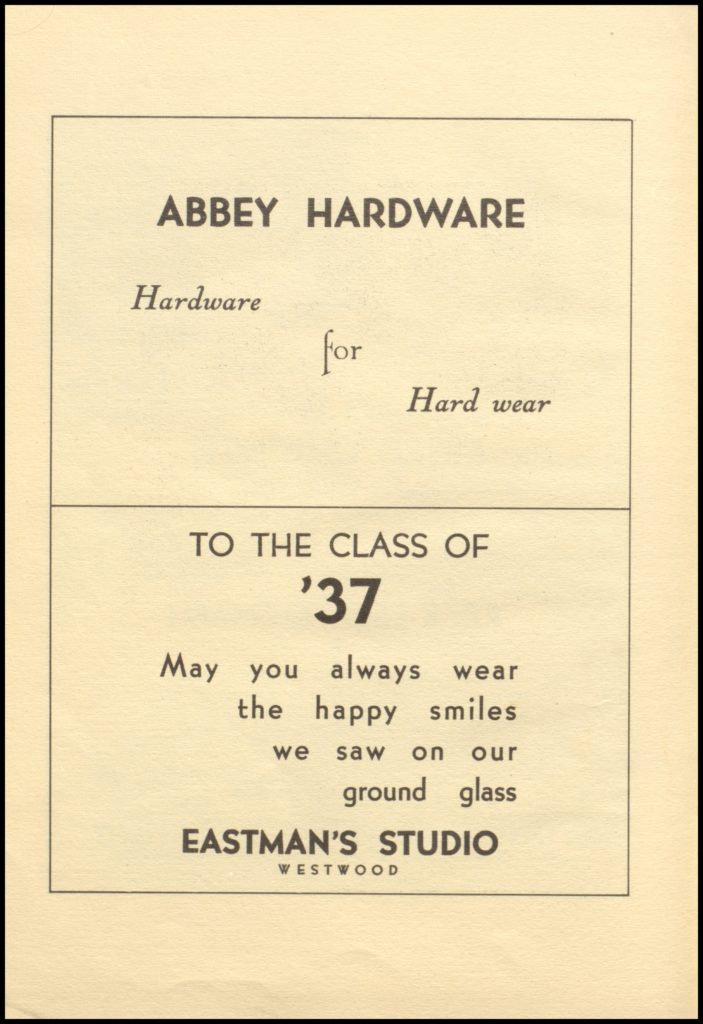 ABBEY HARDWARE
Hardware
for
Hard wear
TO THE CLASS OF
’37
May you always wear
the happy smiles
we saw on our
ground glass
EASTMAN’S STUDIO
WESTWOOD